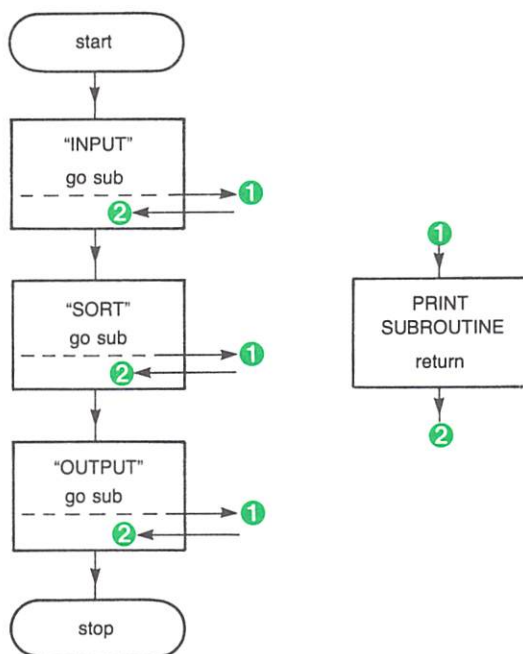 start
"INPUT"
go sub
1
2
"SORT"
go sub
1
2
"OUTPUT"
go sub
1
2
stop
1
PRINT
SUBROUTINE
return
2